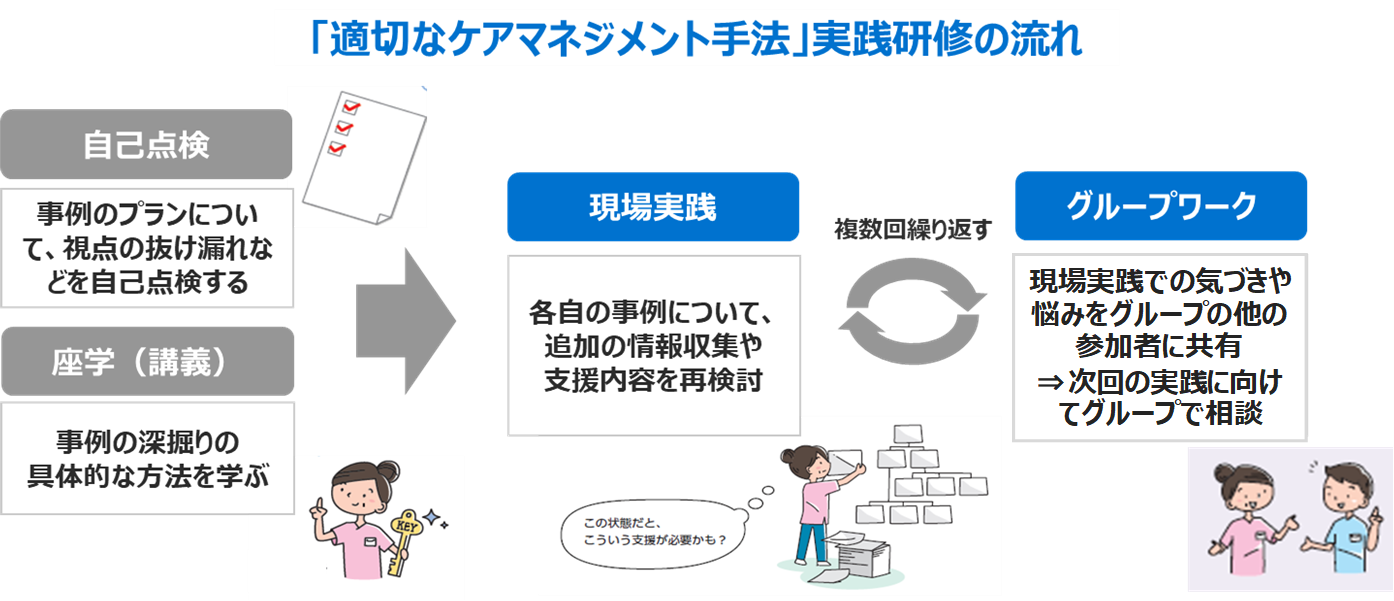 「適切なケアマネジメント手法」実践研修の流れ
自己点検
事例のプランについ
て、視点の抜け漏れな
どを自己点検する
座学（講義）
事例の深掘りの
具体的な方法を学ぶ
KEY
現場実践
各自の事例について、
追加の情報収集や
支援内容を再検討
この状態だと、
こういう支援が必要かも？
複数回繰り返す
グループワーク
現場実践での気づきや
悩みをグループの他の
参加者に共有
⇒ 次回の実践に向け
てグループで相談